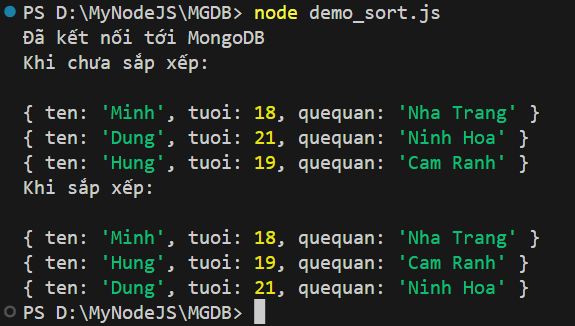 PS D:\MyNodeJS\MGDB> node demo_sort.js
Đã kết nối tới MongoDB
Khi chưa sắp xếp:
{ ten: 'Minh', tuoi: 18, quequan: 'Nha Trang' }
{ ten: 'Dung', tuoi: 21, quequan: 'Ninh Hoa' }
{ ten: 'Hung', tuoi: 19, quequan: 'Cam Ranh' }
Khi sắp xếp:
{ ten: 'Minh', tuoi: 18, quequan: 'Nha Trang' }
{ ten: 'Hung', tuoi: 19, quequan: 'Cam Ranh' }
{ ten: 'Dung', tuoi: 21, quequan: 'Ninh Hoa' }
PS D:\MyNodeJS\MGDB>